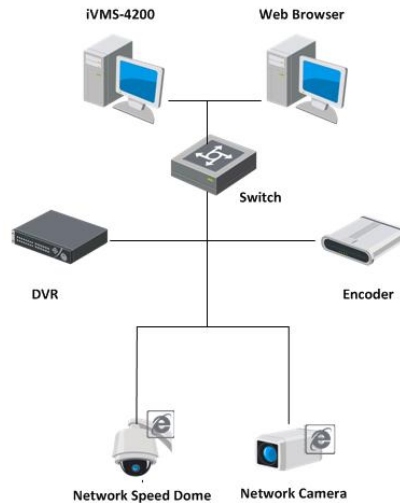 iVMS-4200
Web Browser
Switch
DVR
Encoder
Network Speed Dome
Network Camera